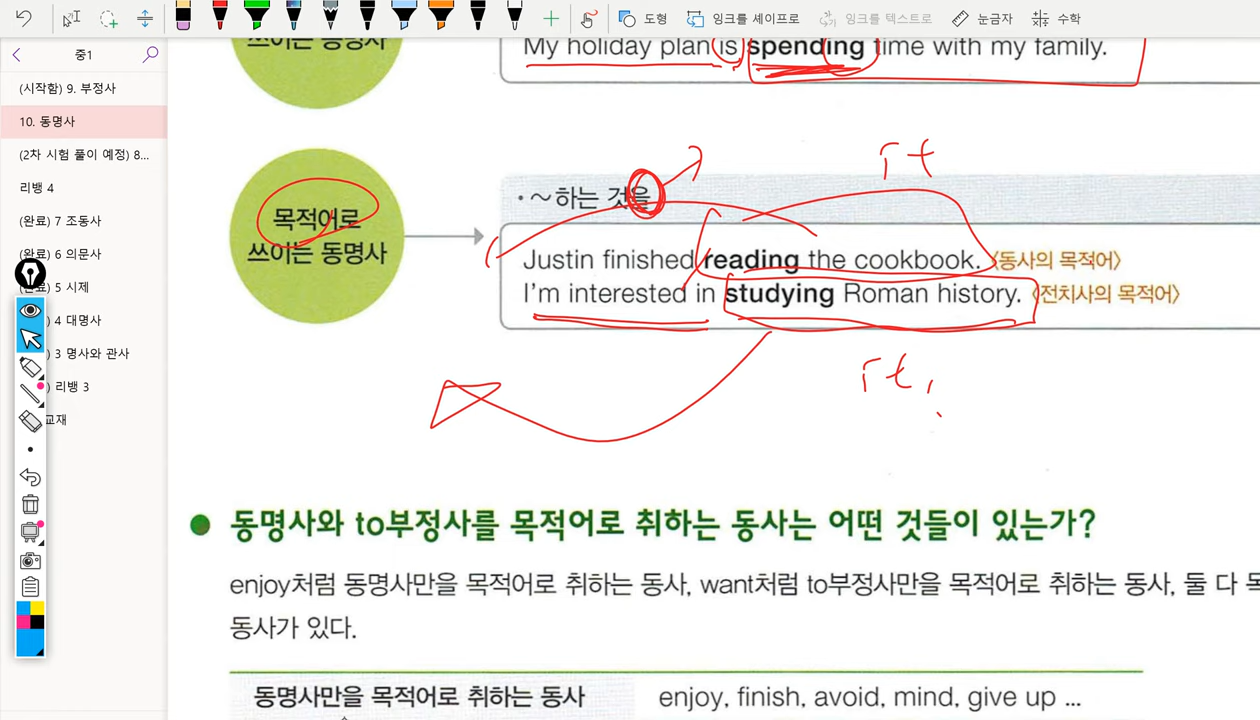 도형
잉크를 셰이프로
잉크를 텍스트로
눈금자
수학
중1
(시작함) 9. 부정사
10. 동명사
(2차 시험 풀이 예정) 8...
리뱅 4
(완료) 7 조동사
(완료) 6 의문사
5 시제
) 4 대명사
) 3 명사와 관사
) 리뱅 3
교재
쓰이는 동명사
My holiday plan is spending time with my family.
it
목적어로
쓰이는 동명사
• ~하는 것을
Justin finished reading the cookbook. <동사의 목적어>
I'm interested in studying Roman history. <전치사의 목적어>
it,
● 동명사와 to부정사를 목적어로 취하는 동사는 어떤 것들이 있는가?
enjoy처럼 동명사만을 목적어로 취하는 동사, want처럼 to부정사만을 목적어로 취하는 동사, 둘 다 목
동사가 있다.
동명사만을 목적어로 취하는 동사 enjoy, finish, avoid, mind, give up ...